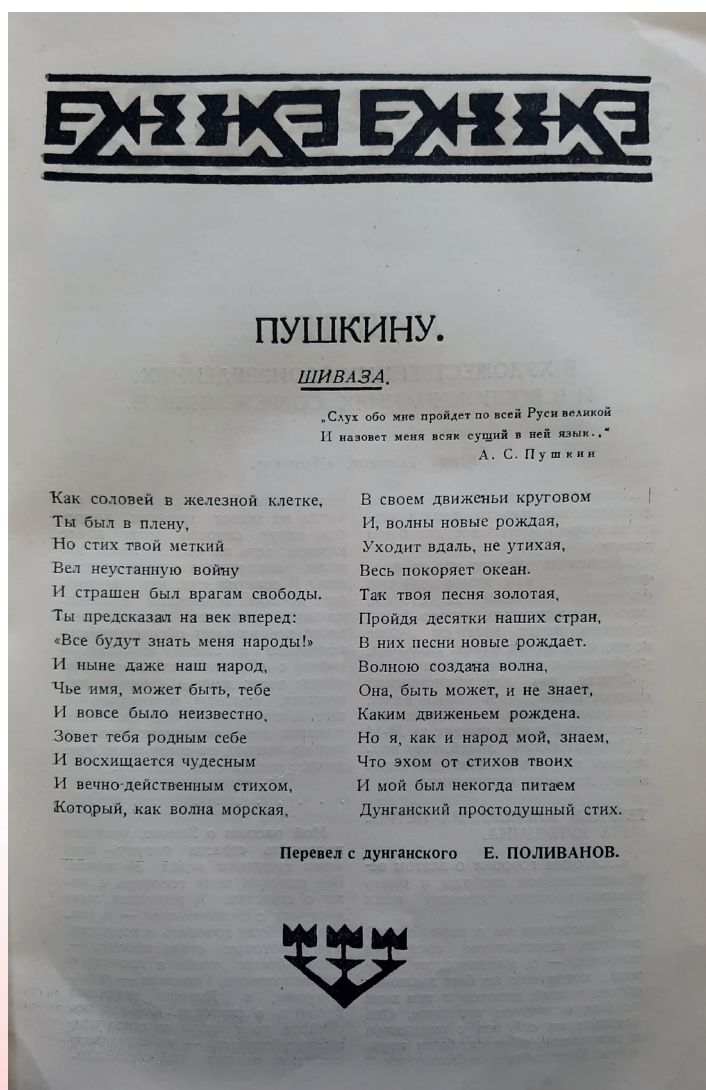 ПУШКИНУ.
ШИВАЗА.
„Слух обо мне пройдет по всей Руси великой
И назовет меня всяк сущий в ней язык.."
А. С. Пушкин
Как соловей в железной клетке,
Ты был в плену,
Но стих твой меткий
Вел неустанную войну
И страшен был врагам свободы.
Ты предсказал на век вперед:
«Все будут знать меня народы!»
И ныне даже наш народ,
Чье имя, может быть, тебе
И вовсе было неизвестно,
Зовет тебя родным себе
И восхищается чудесным
И вечно-действенным стихом,
Который, как волна морская,
В своем движеньи круговом
И, волны новые рождая,
Уходит вдаль, не утихая,
Весь покоряет океан.
Так твоя песня золотая,
Пройдя десятки наших стран,
В них песни новые рождает.
Волною создана волна,
Она, быть может, и не знает,
Каким движеньем рождена.
Но я, как и народ мой, знаем,
Что эхом от стихов твоих
И мой был некогда питаем
Дунганский простодушный стих.
Перевел с дунганского Е. ПОЛИВАНОВ.